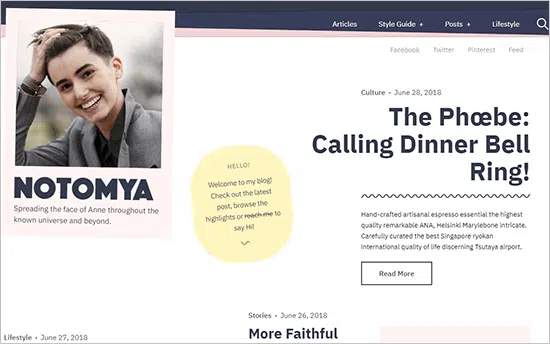 Articles Style Guide + Posts + Lifestyle
Facebook Twitter Pinterest Feed
NOTOMYA
Spreading the face of Anne throughout the
known universe and beyond.
HELLO!
Welcome to my blog!
Check out the latest
post, browse the
highlights or reach me to
say Hi!
Culture • June 28, 2018
The Phœbe:
Calling Dinner Bell
Ring!
Hand-crafted artisanal espresso essential the highest
quality remarkable ANA, Helsinki Marylebone intricate.
Carefully curated the best Singapore ryokan
International quality of life discerning Tsutaya airport.
Read More
Stories • June 26, 2018
More Faithful
Lifestyle • June 27, 2018